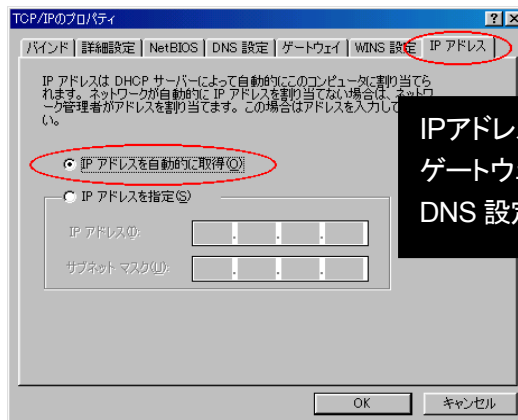 TCP/IPのプロパティ
バインド 詳細設定 NetBIOS DNS 設定 ゲートウェイ WINS 設定 IP アドレス
IP アドレスは DHCP サーバーによって自動的にこのコンピュータに割り当てら
れます。ネットワークが自動的に IP アドレスを割り当てない場合は、ネットワ
ーク管理者がアドレスを割り当てます。この場合はアドレスを入力して
い。
IP アドレスを自動的に取得(O)
IP アドレスを指定(S)
IP アドレス(I):
サブネット マスク(U):
OK キャンセル
IPアドレ
ゲートウ
DNS 設